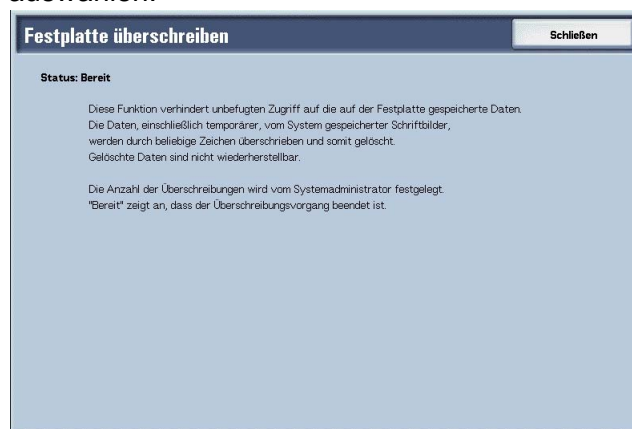 auswählen.
Festplatte überschreiben
Schließen
Status: Bereit
Diese Funktion verhindert unbefugten Zugriff auf die auf der Festplatte gespeicherte Daten.
Die Daten, einschließlich temporärer, vom System gespeicherter Schriftbilder,
werden durch beliebige Zeichen überschrieben und somit gelöscht.
Gelöschte Daten sind nicht wiederherstellbar.
Die Anzahl der Überschreibungen wird vom Systemadministrator festgelegt.
"Bereit" zeigt an, dass der Überschreibungsvorgang beendet ist.